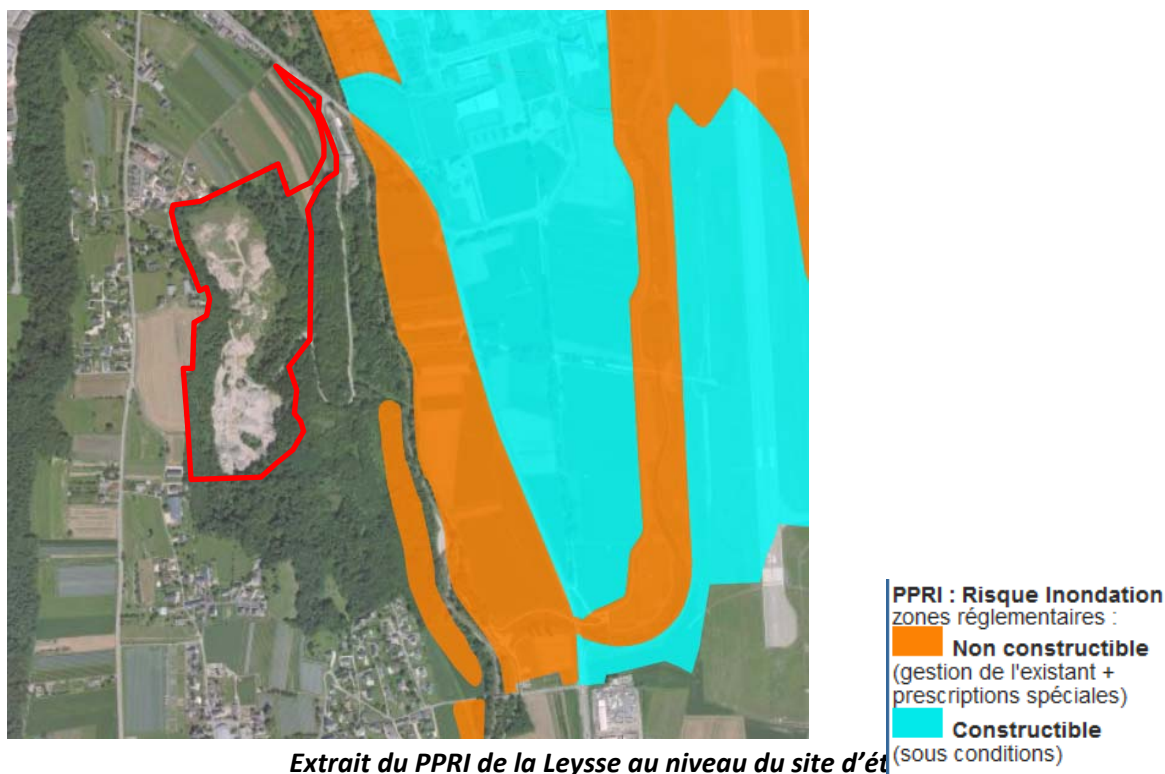 PPRI : Risque Inondation
zones réglementaires :
Non constructible
(gestion de l'existant +
prescriptions spéciales)
Constructible
(sous conditions)
Extrait du PPRI de la Leysse au niveau du site